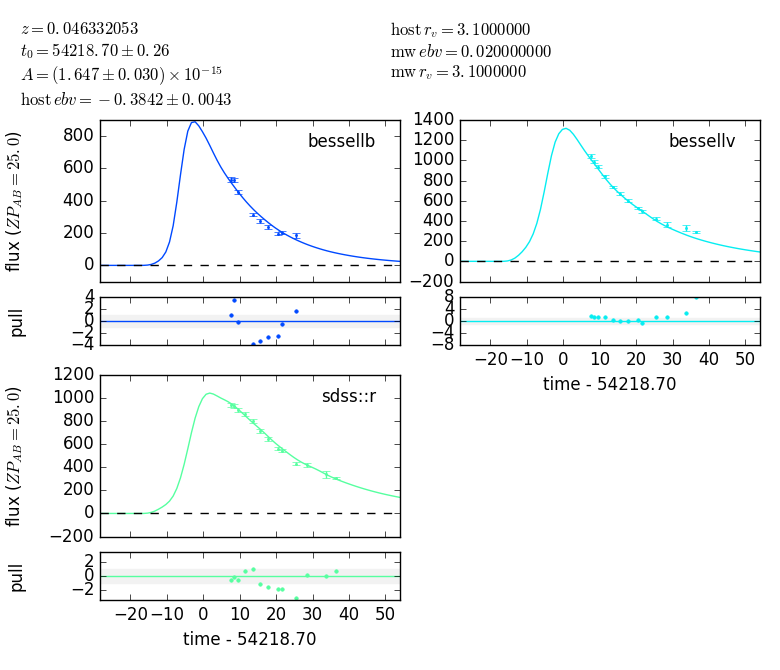 z = 0.046332053
t₀ = 54218.70 ± 0.26
A = (1.647 ± 0.030) × 10⁻¹⁵
host ebv = −0.3842 ± 0.0043
host r_v = 3.1000000
mw ebv = 0.020000000
mw r_v = 3.1000000
flux (ZP_AB = 25.0)
800
600
400
200
0
bessellb
1400
1200
1000
800
600
400
200
0
−200
bessellv
pull
4
2
0
−2
−4
8
4
0
−4
−8
−20 −10 0 10 20 30 40 50
time - 54218.70
flux (ZP_AB = 25.0)
1200
1000
800
600
400
200
0
−200
sdss::r
pull
2
0
−2
−20 −10 0 10 20 30 40 50
time - 54218.70